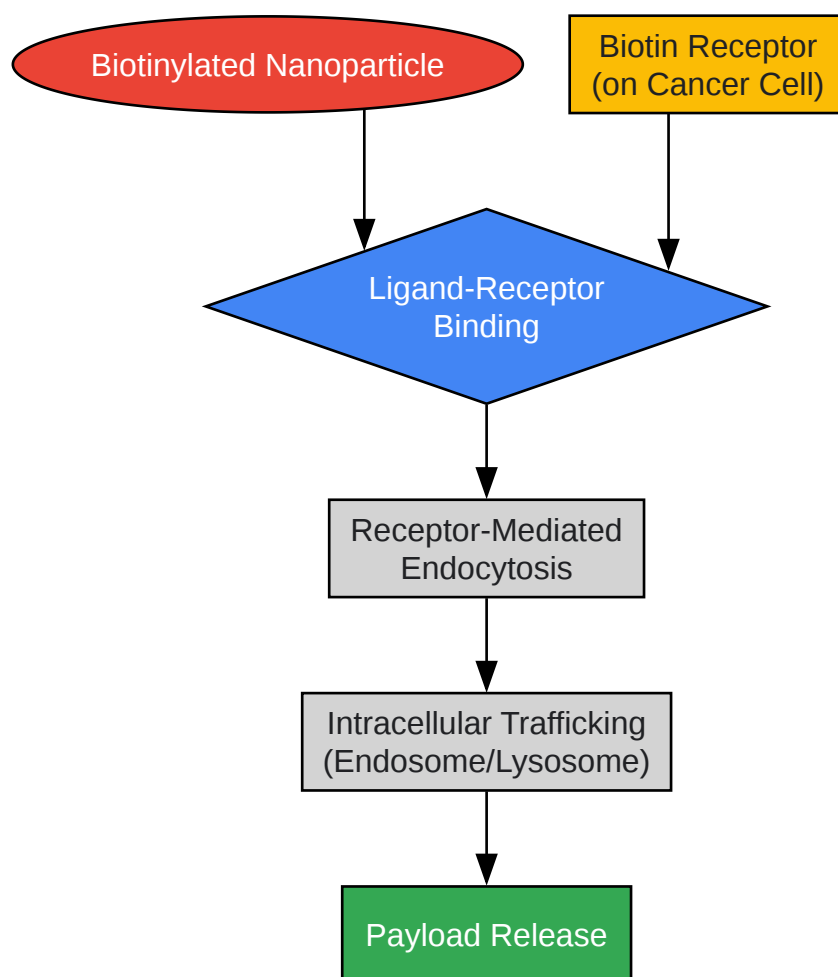 Biotinylated Nanoparticle
Biotin Receptor
(on Cancer Cell)
Ligand-Receptor
Binding
Receptor-Mediated
Endocytosis
Intracellular Trafficking
(Endosome/Lysosome)
Payload Release